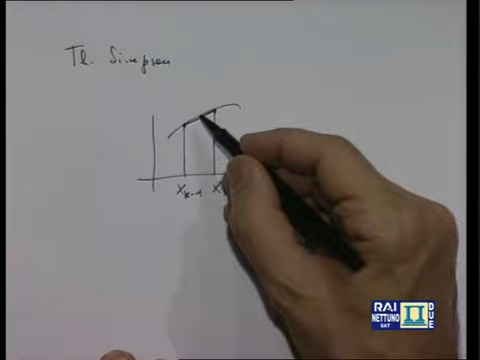 Th. Simpson
x_{k-1} x
RAI
NETTUNO
SAT
DUE